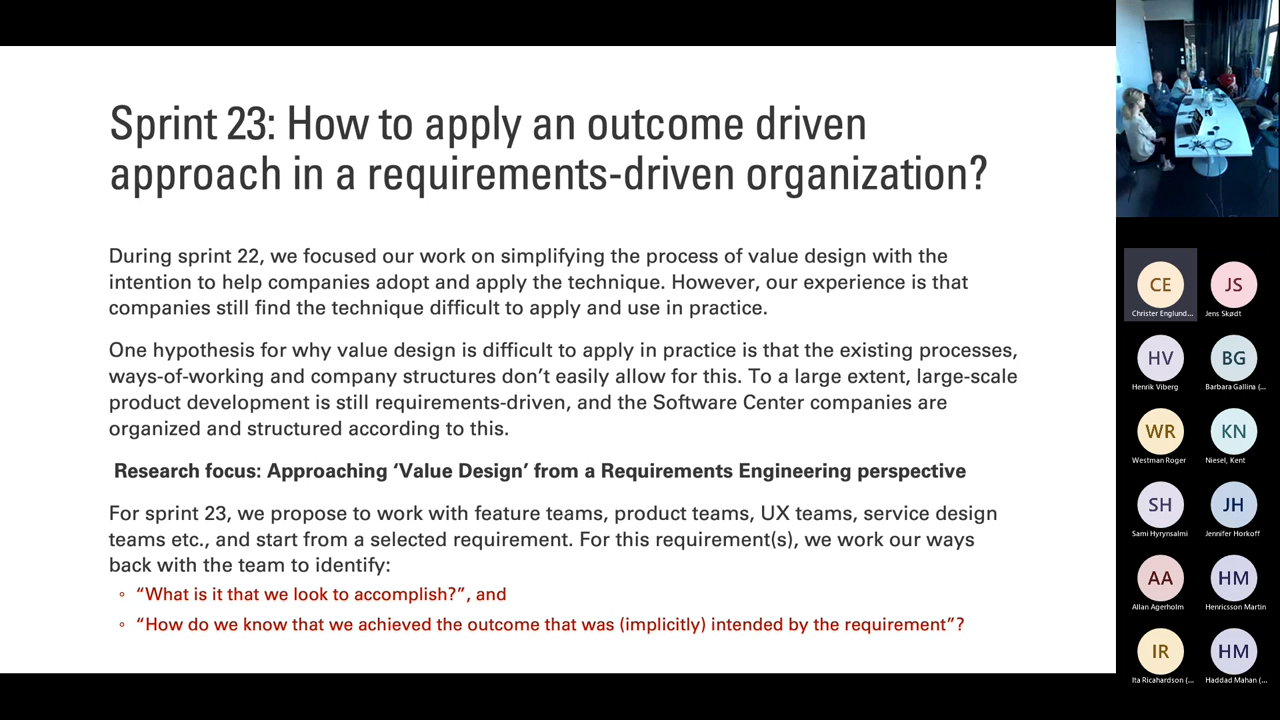 Sprint 23: How to apply an outcome driven
approach in a requirements-driven organization?
During sprint 22, we focused our work on simplifying the process of value design with the
intention to help companies adopt and apply the technique. However, our experience is that
companies still find the technique difficult to apply and use in practice.
One hypothesis for why value design is difficult to apply in practice is that the existing processes,
ways-of-working and company structures don’t easily allow for this. To a large extent, large-scale
product development is still requirements-driven, and the Software Center companies are
organized and structured according to this.
Research focus: Approaching ‘Value Design’ from a Requirements Engineering perspective
For sprint 23, we propose to work with feature teams, product teams, UX teams, service design
teams etc., and start from a selected requirement. For this requirement(s), we work our ways
back with the team to identify:
◦ “What is it that we look to accomplish?”, and
◦ “How do we know that we achieved the outcome that was (implicitly) intended by the requirement”?
CE
Christer Englund...
JS
Jens Skødt
HV
Henrik Viberg
BG
Barbara Gallina (...
WR
Westman Roger
KN
Niesel, Kent
SH
Sami Hyrynsalmi
JH
Jennifer Horkoff
AA
Allan Agerholm
HM
Henricsson Martin
IR
Ita Ricahardson (...
HM
Haddad Mahan (...